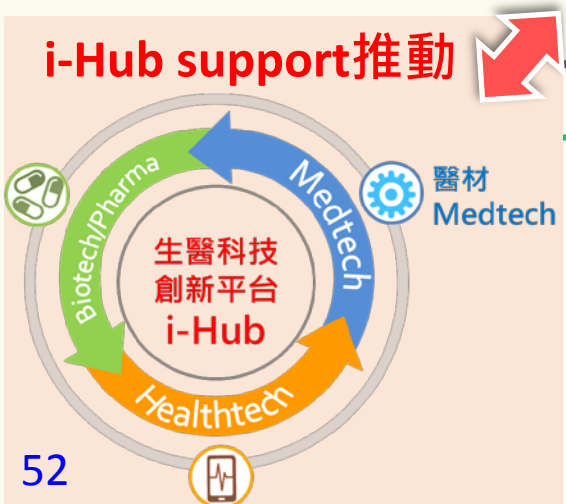 i-Hub support推動
Biotech/Pharma
Medtech
醫材
Medtech
生醫科技
創新平台
i-Hub
Healthtech
52